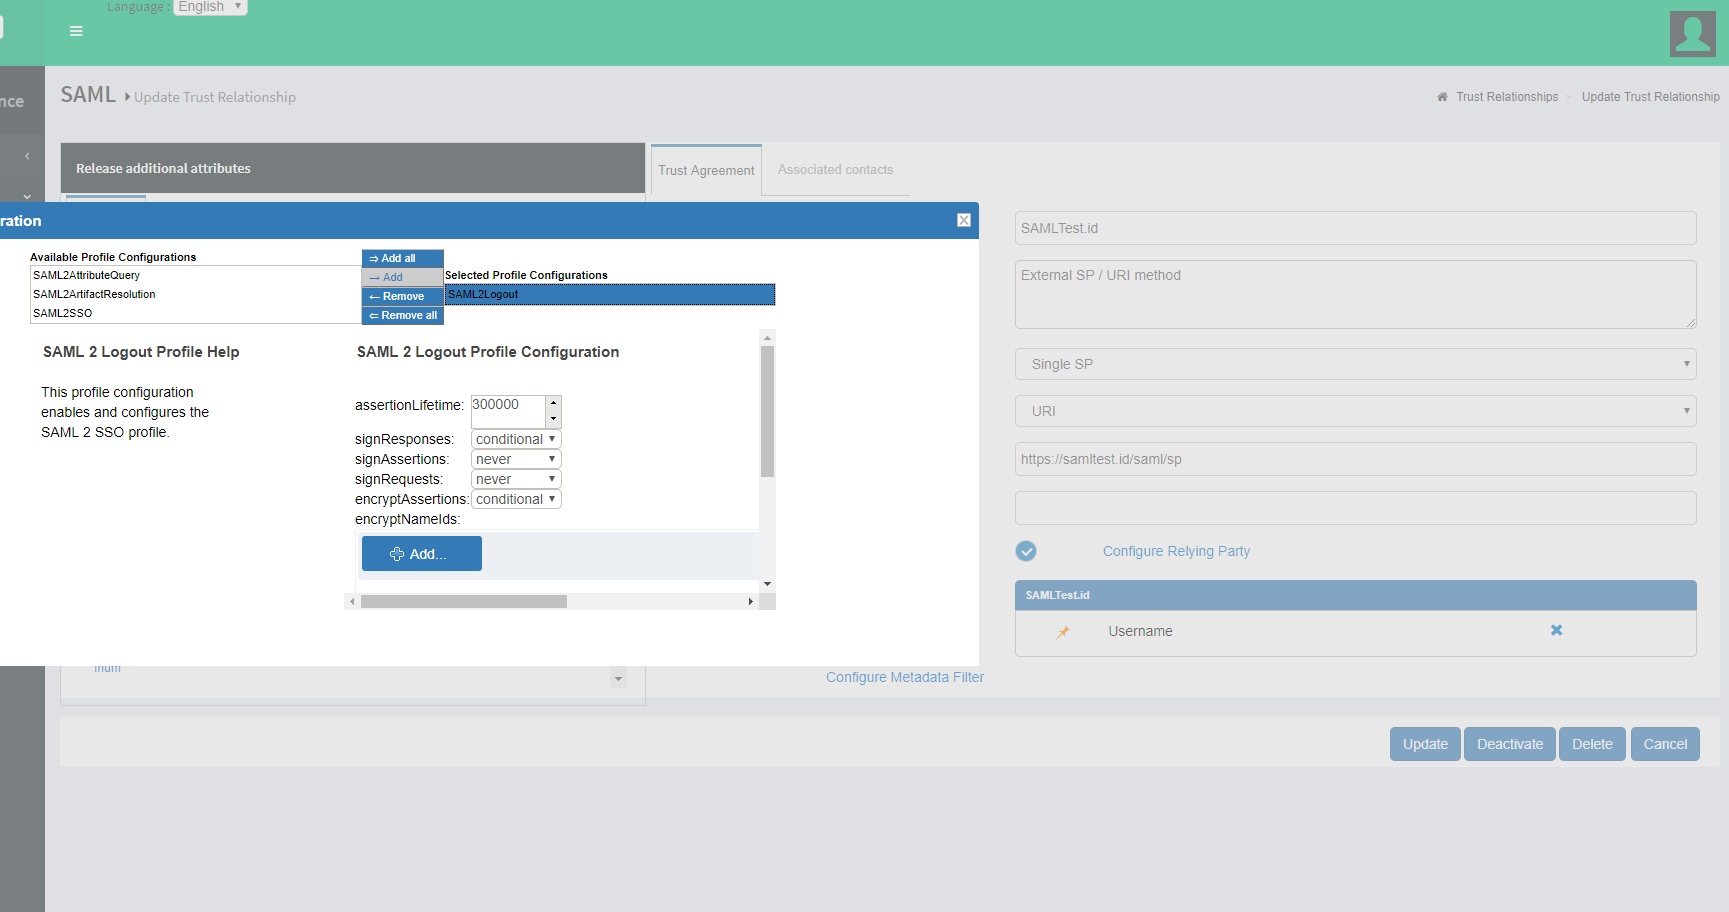 Language : English
nce
SAML Update Trust Relationship
Trust Relationships > Update Trust Relationship
Release additional attributes
Trust Agreement
Associated contacts
ration
Available Profile Configurations
SAML2AttributeQuery
SAML2ArtifactResolution
SAML2SSO
⇒ Add all
→ Add
← Remove
⇐ Remove all
Selected Profile Configurations
SAML2Logout
SAML 2 Logout Profile Help
This profile configuration
enables and configures the
SAML 2 SSO profile.
SAML 2 Logout Profile Configuration
assertionLifetime: 300000
signResponses: conditional
signAssertions: never
signRequests: never
encryptAssertions: conditional
encryptNameIds:
Add...
SAMLTest.id
External SP / URI method
Single SP
URI
https://samltest.id/saml/sp
Configure Relying Party
SAMLTest.id
Username
Inum
Configure Metadata Filter
Update
Deactivate
Delete
Cancel